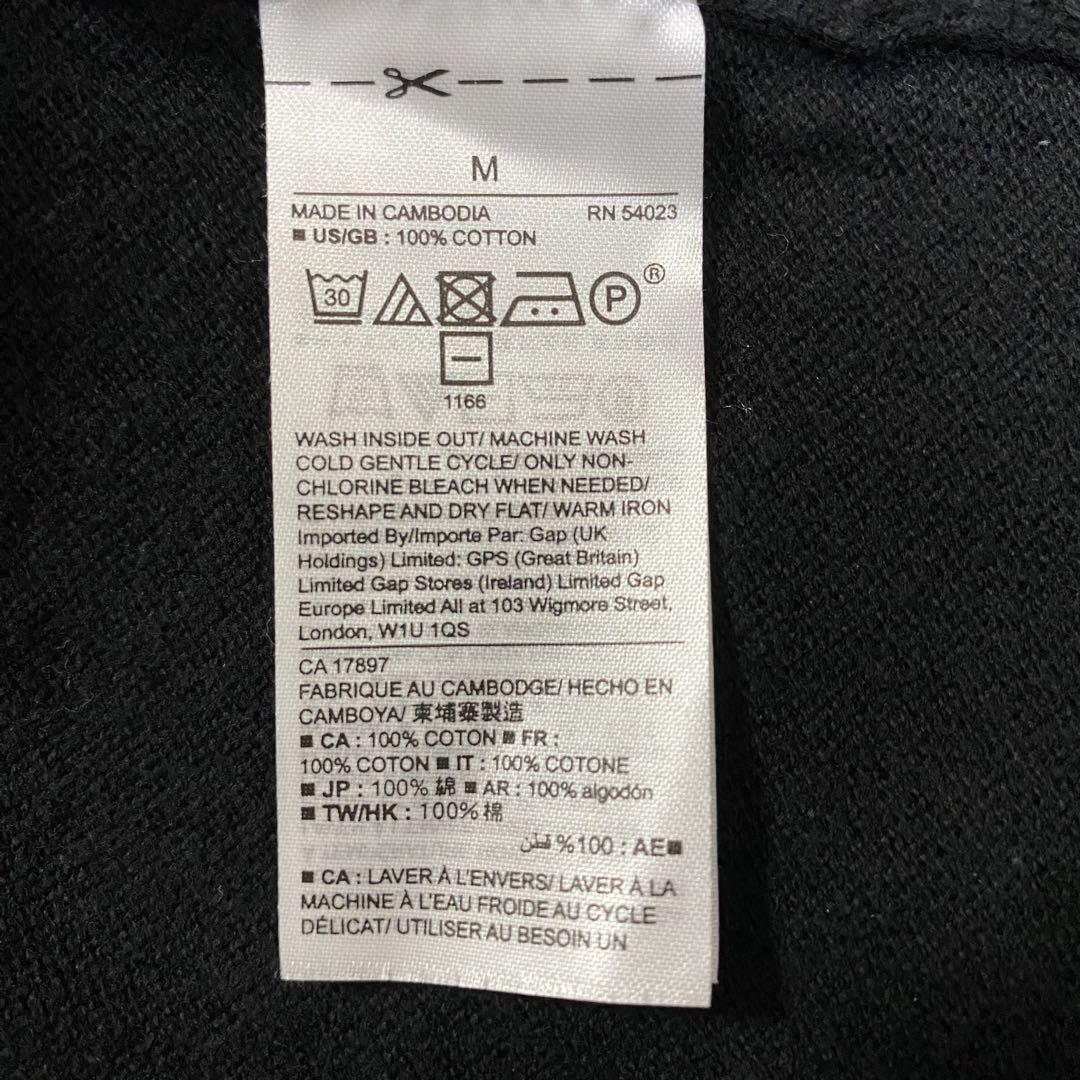 M
MADE IN CAMBODIA RN 54023
■ US/GB : 100% COTTON
30 P ®
1166
WASH INSIDE OUT/ MACHINE WASH
COLD GENTLE CYCLE/ ONLY NON-
CHLORINE BLEACH WHEN NEEDED/
RESHAPE AND DRY FLAT/ WARM IRON
Imported By/Importe Par: Gap (UK
Holdings) Limited: GPS (Great Britain)
Limited Gap Stores (Ireland) Limited Gap
Europe Limited All at 103 Wigmore Street,
London, W1U 1QS
CA 17897
FABRIQUE AU CAMBODGE/ HECHO EN
CAMBOYA/ 柬埔寨製造
■ CA : 100% COTON ■ FR :
100% COTON ■ IT : 100% COTONE
■ JP : 100% 綿 ■ AR : 100% algodón
■ TW/HK : 100% 棉
■AE : 100% قطن
■ CA : LAVER À L'ENVERS/ LAVER À LA
MACHINE À L'EAU FROIDE AU CYCLE
DÉLICAT/ UTILISER AU BESOIN UN